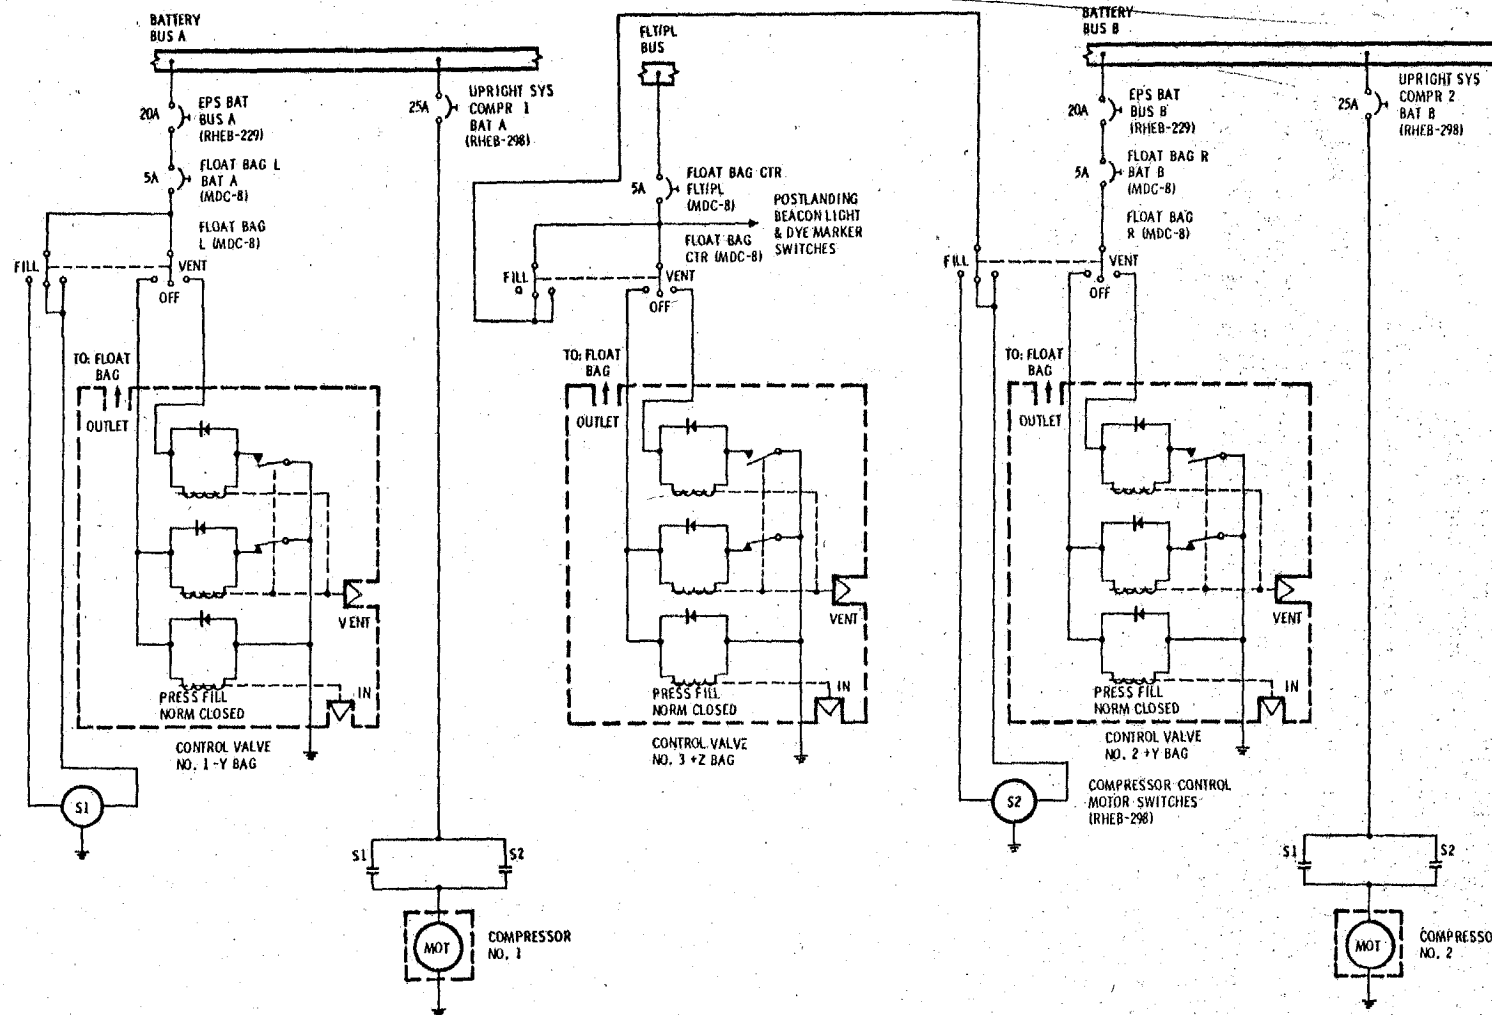 BATTERY
BUS A
20A
EPS BAT
BUS A
(RHEB-229)
5A
FLOAT BAG L
BAT A
(MDC-8)
FLOAT BAG
L (MDC-8)
FILL
VENT
OFF
25A
UPRIGHT SYS
COMPR 1
BAT A
(RHEB-298)
TO: FLOAT
BAG
OUTLET
VENT
PRESS FILL
NORM CLOSED
IN
CONTROL VALVE
NO. 1 -Y BAG
S1
S1
S2
MOT
COMPRESSOR
NO. 1
FLT/PL
BUS
5A
FLOAT BAG CTR
FLT/PL
(MDC-8)
POSTLANDING
BEACON LIGHT
& DYE MARKER
SWITCHES
FLOAT BAG
CTR (MDC-8)
FILL
VENT
OFF
TO: FLOAT
BAG
OUTLET
VENT
PRESS FILL
NORM CLOSED
IN
CONTROL VALVE
NO. 3 +Z BAG
BATTERY
BUS B
20A
EPS BAT
BUS B
(RHEB-229)
5A
FLOAT BAG R
BAT B
(MDC-8)
FLOAT BAG
R (MDC-8)
FILL
VENT
OFF
25A
UPRIGHT SYS
COMPR 2
BAT B
(RHEB-298)
TO: FLOAT
BAG
OUTLET
VENT
PRESS FILL
NORM CLOSED
IN
CONTROL VALVE
NO. 2 +Y BAG
S2
COMPRESSOR CONTROL
MOTOR SWITCHES
(RHEB-298)
S1
S2
MOT
COMPRESSO
NO. 2